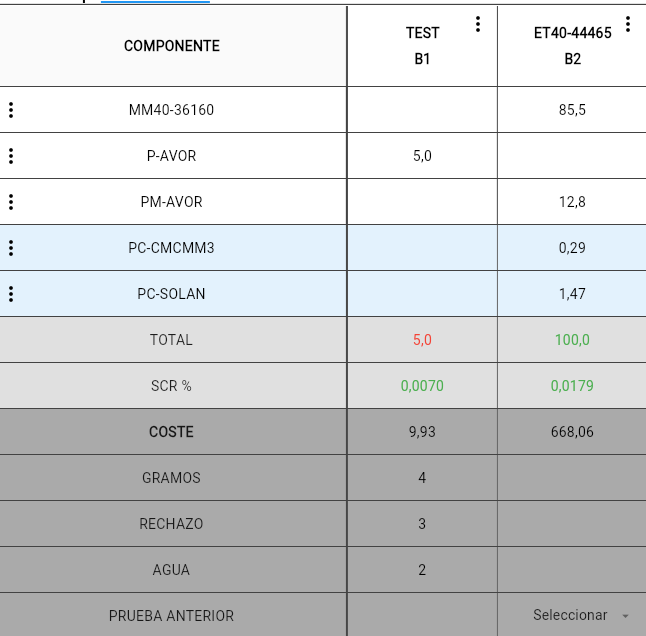 COMPONENTE TEST ET40-44465
B1 B2
MM40-36160 85,5
P-AVOR 5,0
PM-AVOR 12,8
PC-CMCMM3 0,29
PC-SOLAN 1,47
TOTAL 5,0 100,0
SCR % 0,0070 0,0179
COSTE 9,93 668,06
GRAMOS 4
RECHAZO 3
AGUA 2
PRUEBA ANTERIOR Seleccionar